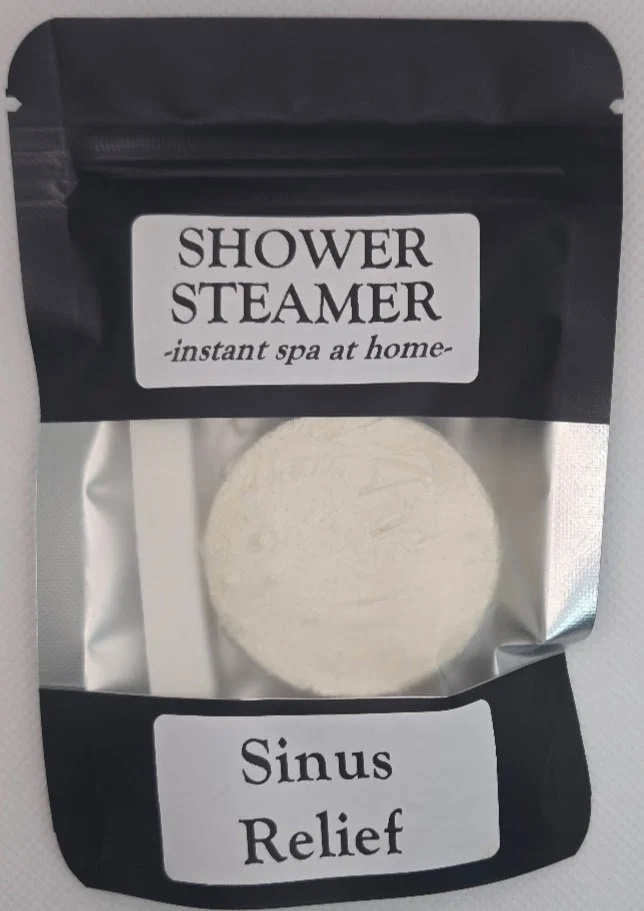 SHOWER
STEAMER
-instant spa at home-
Sinus
Relief